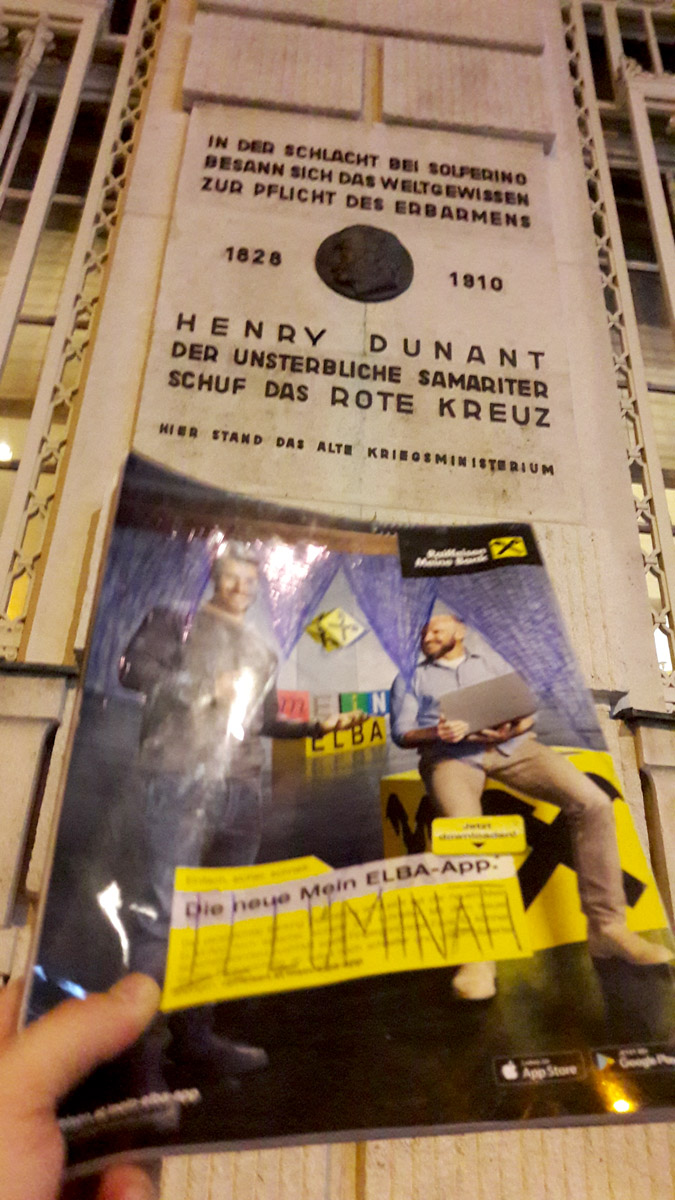 IN DER SCHLACHT BEI SOLFERINO
BESANN SICH DAS WELTGEWISSEN
ZUR PFLICHT DES ERBARMENS
1828 1910
HENRY DUNANT
DER UNSTERBLICHE SAMARITER
SCHUF DAS ROTE KREUZ
HIER STAND DAS ALTE KRIEGSMINISTERIUM
Raiffeisen
Meine Bank
mEiN
ELBA
Jetzt
downloaden!
Die neue Mein ELBA-App.
ILLUMINATI
App Store
Google Play